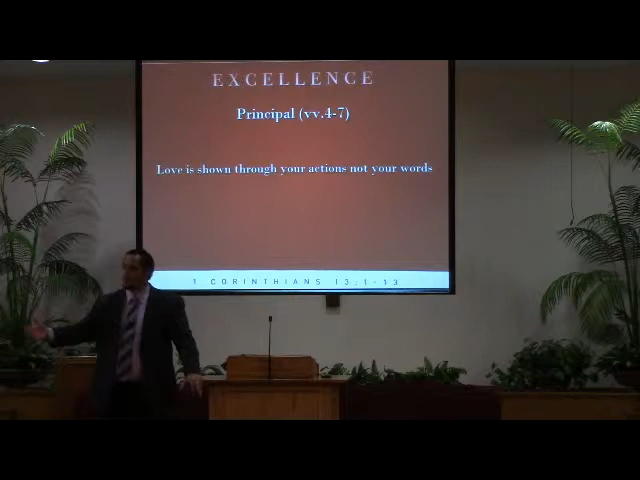 EXCELLENCE
Principal (vv.4-7)
Love is shown through your actions not your words
1 CORINTHIANS 13:1-13